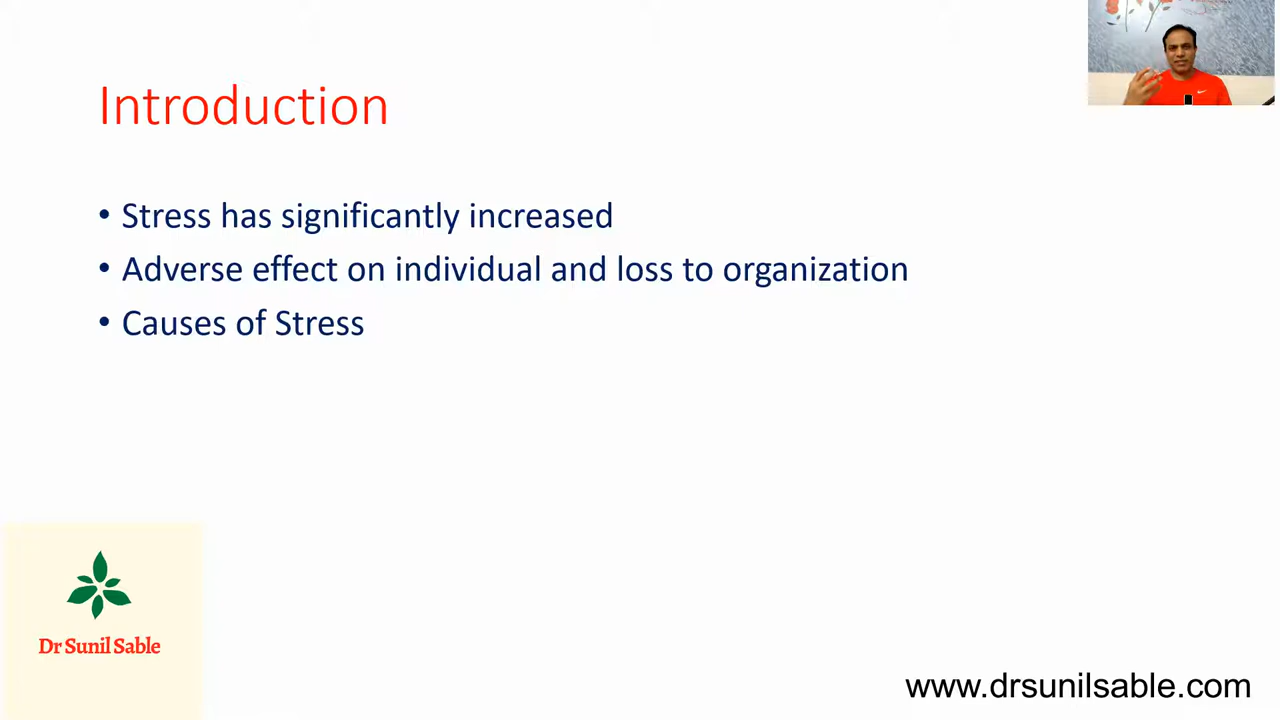 Introduction
• Stress has significantly increased
• Adverse effect on individual and loss to organization
• Causes of Stress
Dr Sunil Sable
www.drsunilsable.com